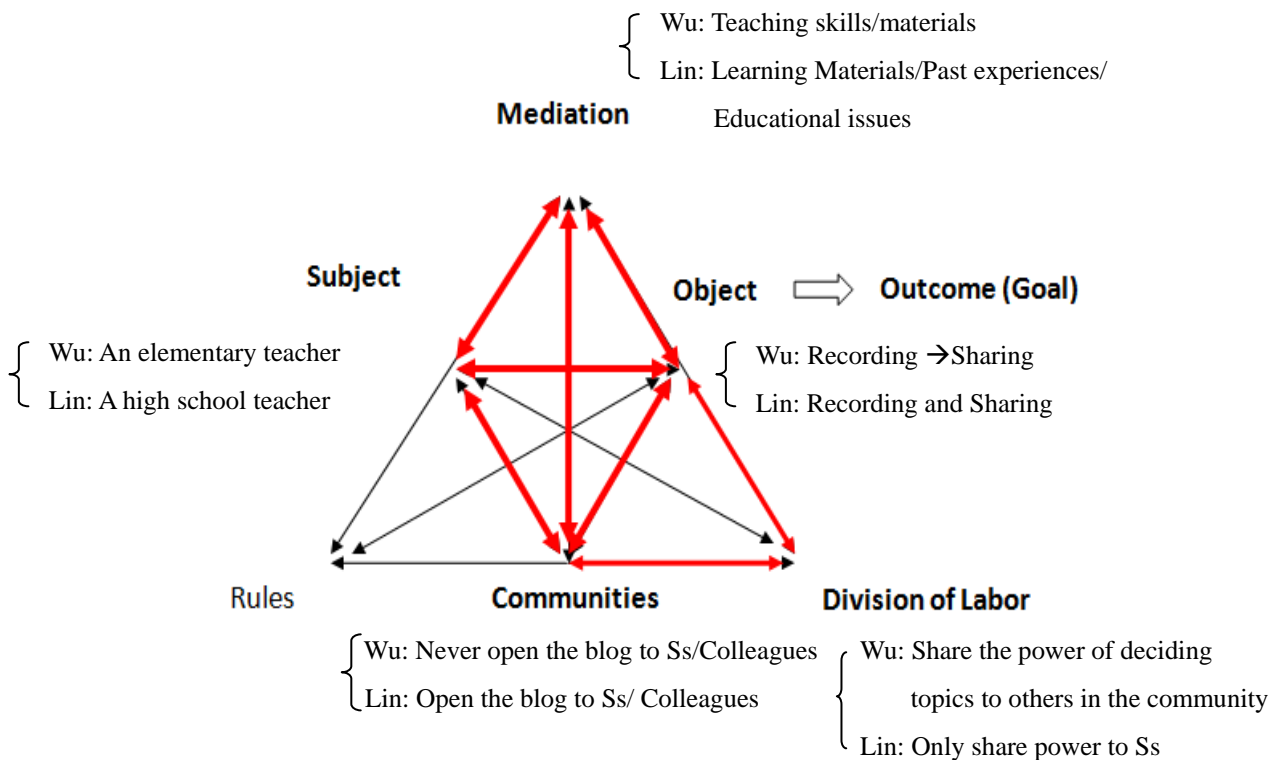 Wu: Teaching skills/materials
Lin: Learning Materials/Past experiences/
Educational issues
Mediation
Subject
Object
Outcome (Goal)
Wu: An elementary teacher
Lin: A high school teacher
Wu: Recording →Sharing
Lin: Recording and Sharing
Rules
Communities
Division of Labor
Wu: Never open the blog to Ss/Colleagues
Lin: Open the blog to Ss/ Colleagues
Wu: Share the power of deciding
topics to others in the community
Lin: Only share power to Ss